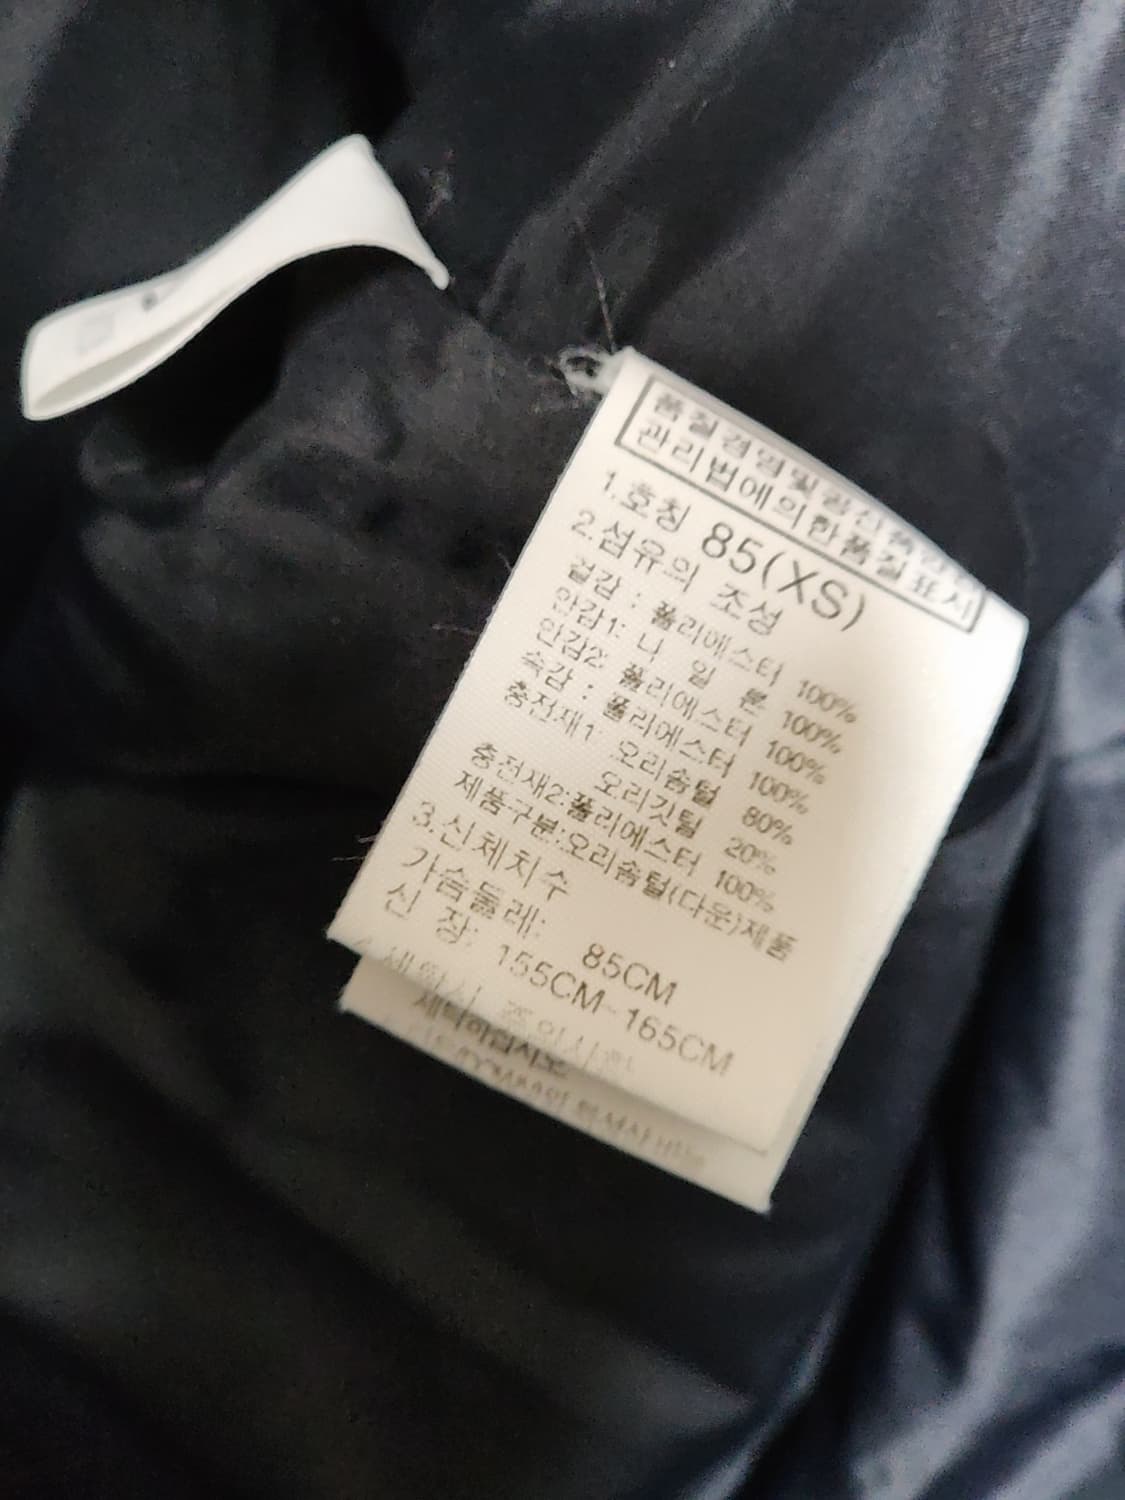 품질경영및공산품안전
관리법에의한품질표시
1.호칭 85(XS)
2.섬유의 조성
겉감 : 폴리에스터 100%
안감1: 나 일 론 100%
안감2: 폴리에스터 100%
속감 : 폴리에스터 100%
충전재1: 오리솜털 80%
오리깃털 20%
충전재2:폴리에스터 100%
제품구분:오리솜털(다운)제품
3.신체치수
가슴둘레: 85CM
신 장: 155CM~165CM